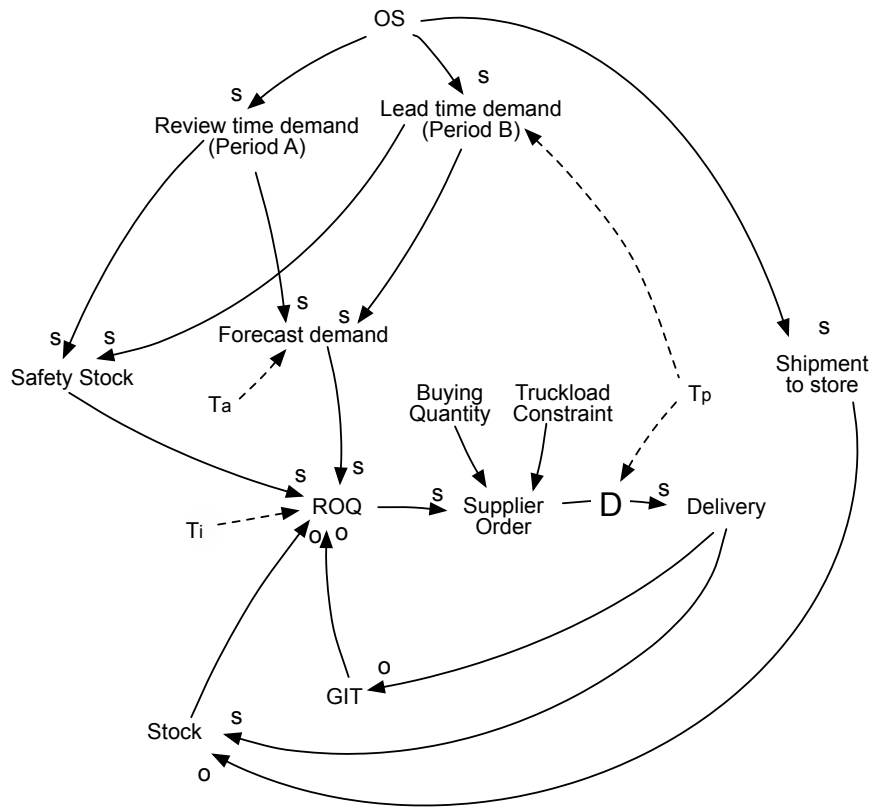 OS
s
s
Review time demand
(Period A)
Lead time demand
(Period B)
s
s
s
s
s
Forecast demand
Safety Stock
Shipment
to store
Ta
Buying
Quantity
Truckload
Constraint
Tp
s
s
s
s
ROQ
Supplier
Order
D
Delivery
Ti
o
o
o
GIT
s
Stock
o